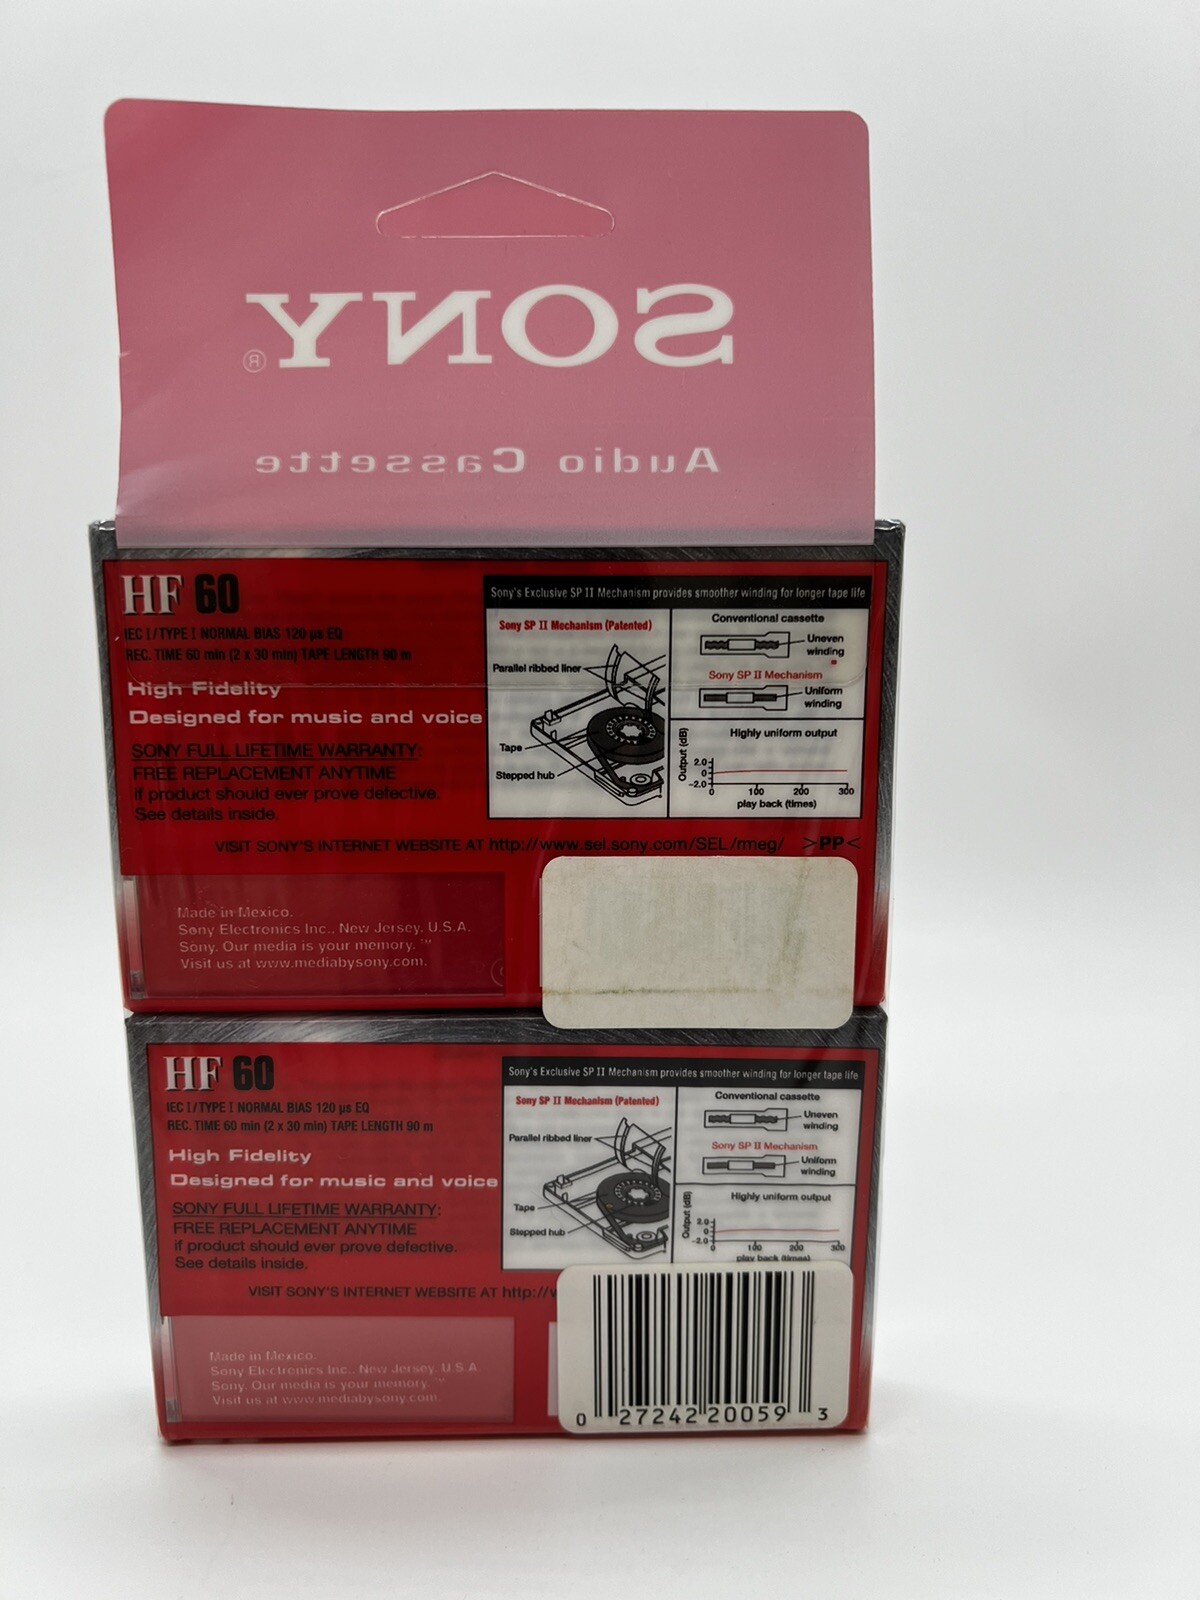 SONY®
Audio Cassette
HF 60
IEC I/TYPE I NORMAL BIAS 120 µs EQ
REC. TIME 60 min (2 x 30 min) TAPE LENGTH 90 m
High Fidelity
Designed for music and voice
SONY FULL LIFETIME WARRANTY:
FREE REPLACEMENT ANYTIME
if product should ever prove defective.
See details inside.
Sony's Exclusive SP II Mechanism provides smoother winding for longer tape life
Sony SP II Mechanism (Patented)
Parallel ribbed liner
Tape
Stepped hub
Conventional cassette
Uneven
winding
Sony SP II Mechanism
Uniform
winding
Highly uniform output
Output (dB)
2.0
0
-2.0
0 100 200 300
play back (times)
VISIT SONY'S INTERNET WEBSITE AT http://www.sel.sony.com/SEL/rmeg/ >PP<
Made in Mexico.
Sony Electronics Inc., New Jersey. U.S.A.
Sony. Our media is your memory.™
Visit us at www.mediabysony.com.
HF 60
IEC I/TYPE I NORMAL BIAS 120 µs EQ
REC. TIME 60 min (2 x 30 min) TAPE LENGTH 90 m
High Fidelity
Designed for music and voice
SONY FULL LIFETIME WARRANTY:
FREE REPLACEMENT ANYTIME
if product should ever prove defective.
See details inside.
Sony's Exclusive SP II Mechanism provides smoother winding for longer tape life
Sony SP II Mechanism (Patented)
Parallel ribbed liner
Tape
Stepped hub
Conventional cassette
Uneven
winding
Sony SP II Mechanism
Uniform
winding
Highly uniform output
Output (dB)
2.0
0
-2.0
0 100 200 300
play back (times)
VISIT SONY'S INTERNET WEBSITE AT http://
Made in Mexico.
Sony Electronics Inc., New Jersey. U.S.A
Sony. Our media is your memory.™
Visit us at www.mediabysony.com.
0 27242 20059 3